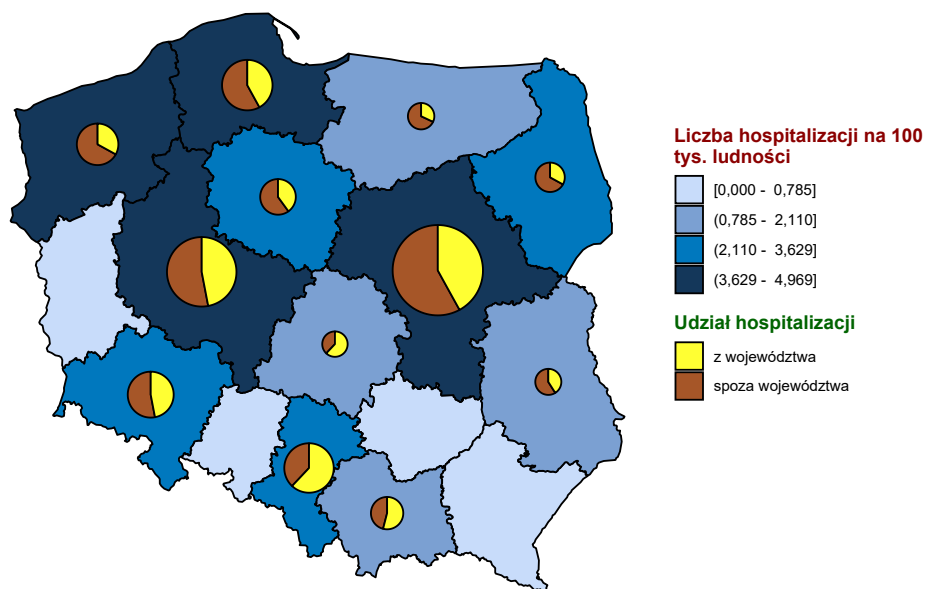 Liczba hospitalizacji na 100
tys. ludności
[0,000 - 0,785]
(0,785 - 2,110]
(2,110 - 3,629]
(3,629 - 4,969]
Udział hospitalizacji
z województwa
spoza województwa